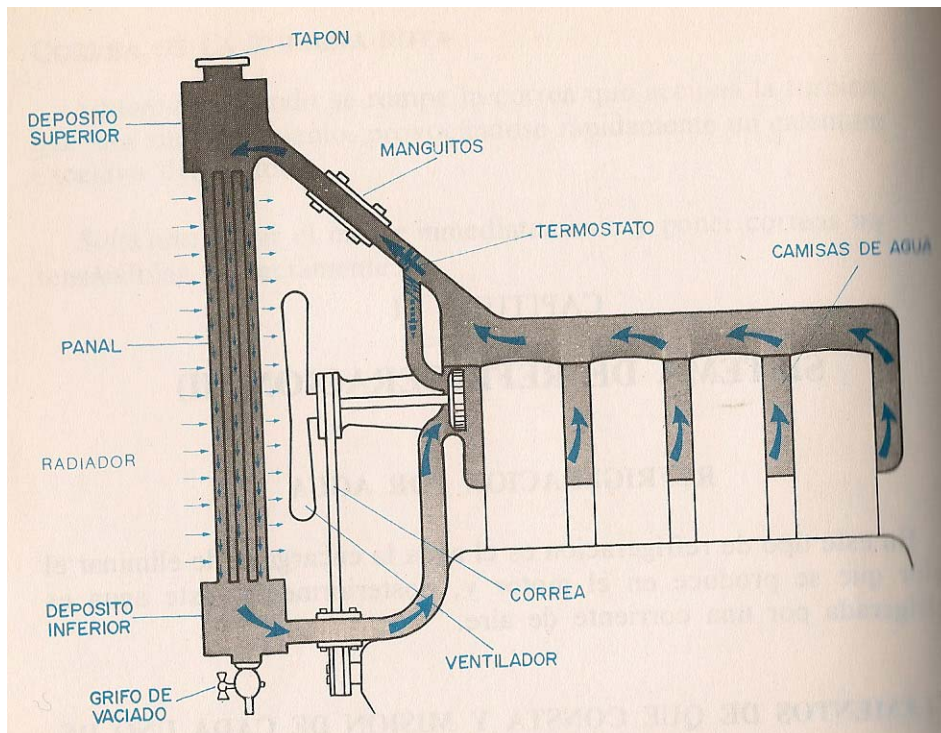 TAPON
DEPOSITO
SUPERIOR
MANGUITOS
TERMOSTATO
CAMISAS DE AGUA
PANAL
RADIADOR
DEPOSITO
INFERIOR
CORREA
VENTILADOR
GRIFO DE
VACIADO